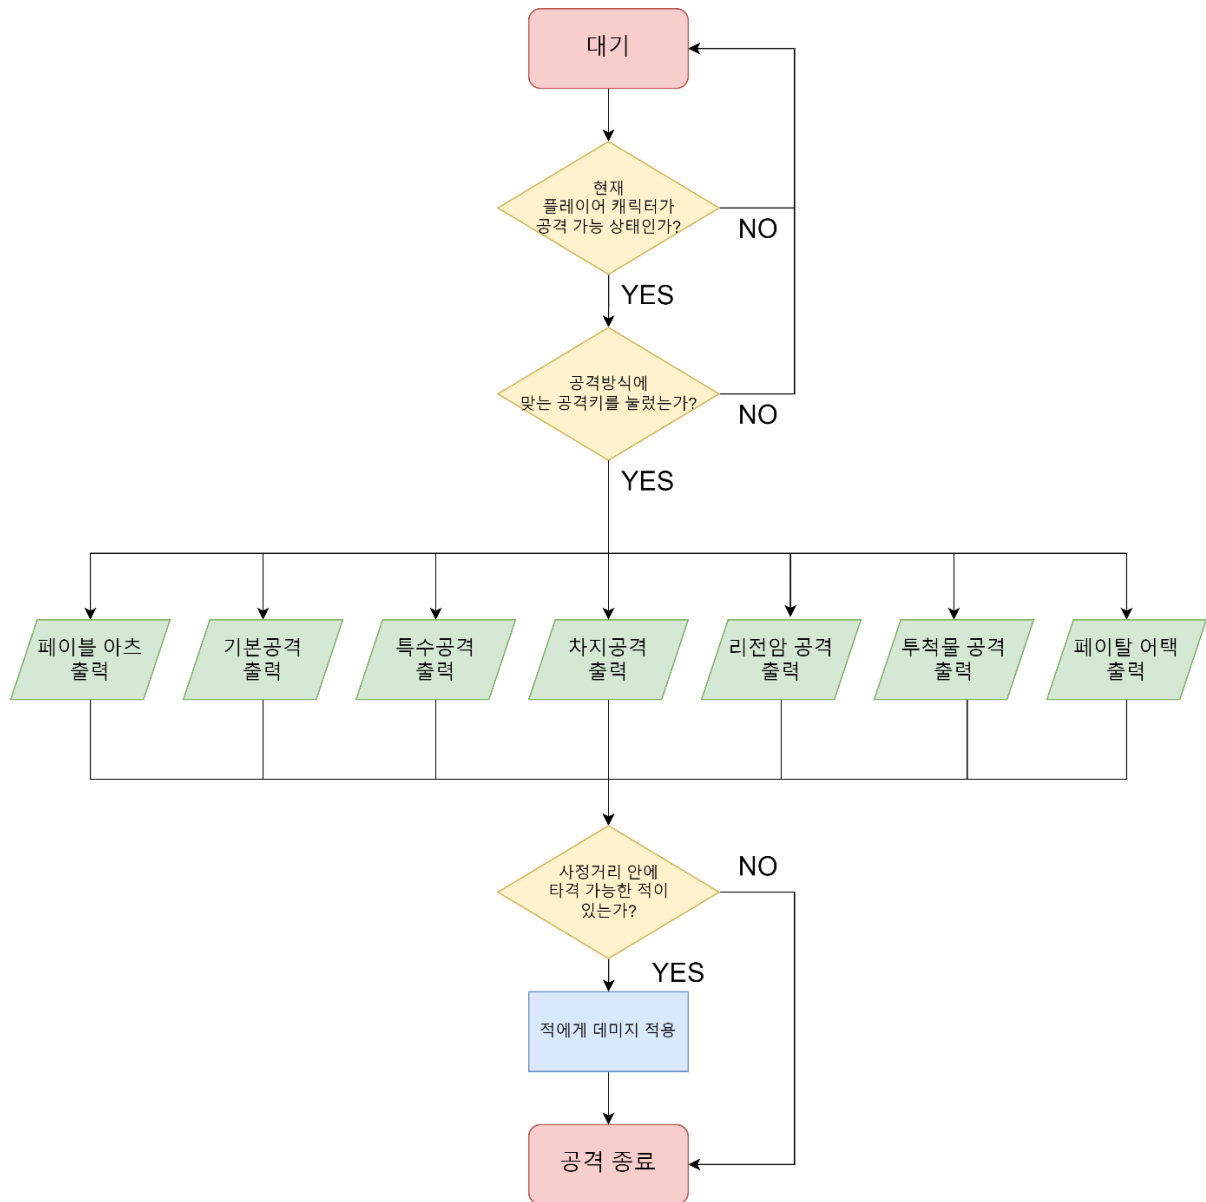 대기
현재
플레이어 캐릭터가
공격 가능 상태인가?
NO
YES
공격방식에
맞는 공격키를 눌렀는가?
NO
YES
페이블 아츠
출력
기본공격
출력
특수공격
출력
차지공격
출력
리전암 공격
출력
투척물 공격
출력
페이탈 어택
출력
사정거리 안에
타격 가능한 적이
있는가?
NO
YES
적에게 데미지 적용
공격 종료